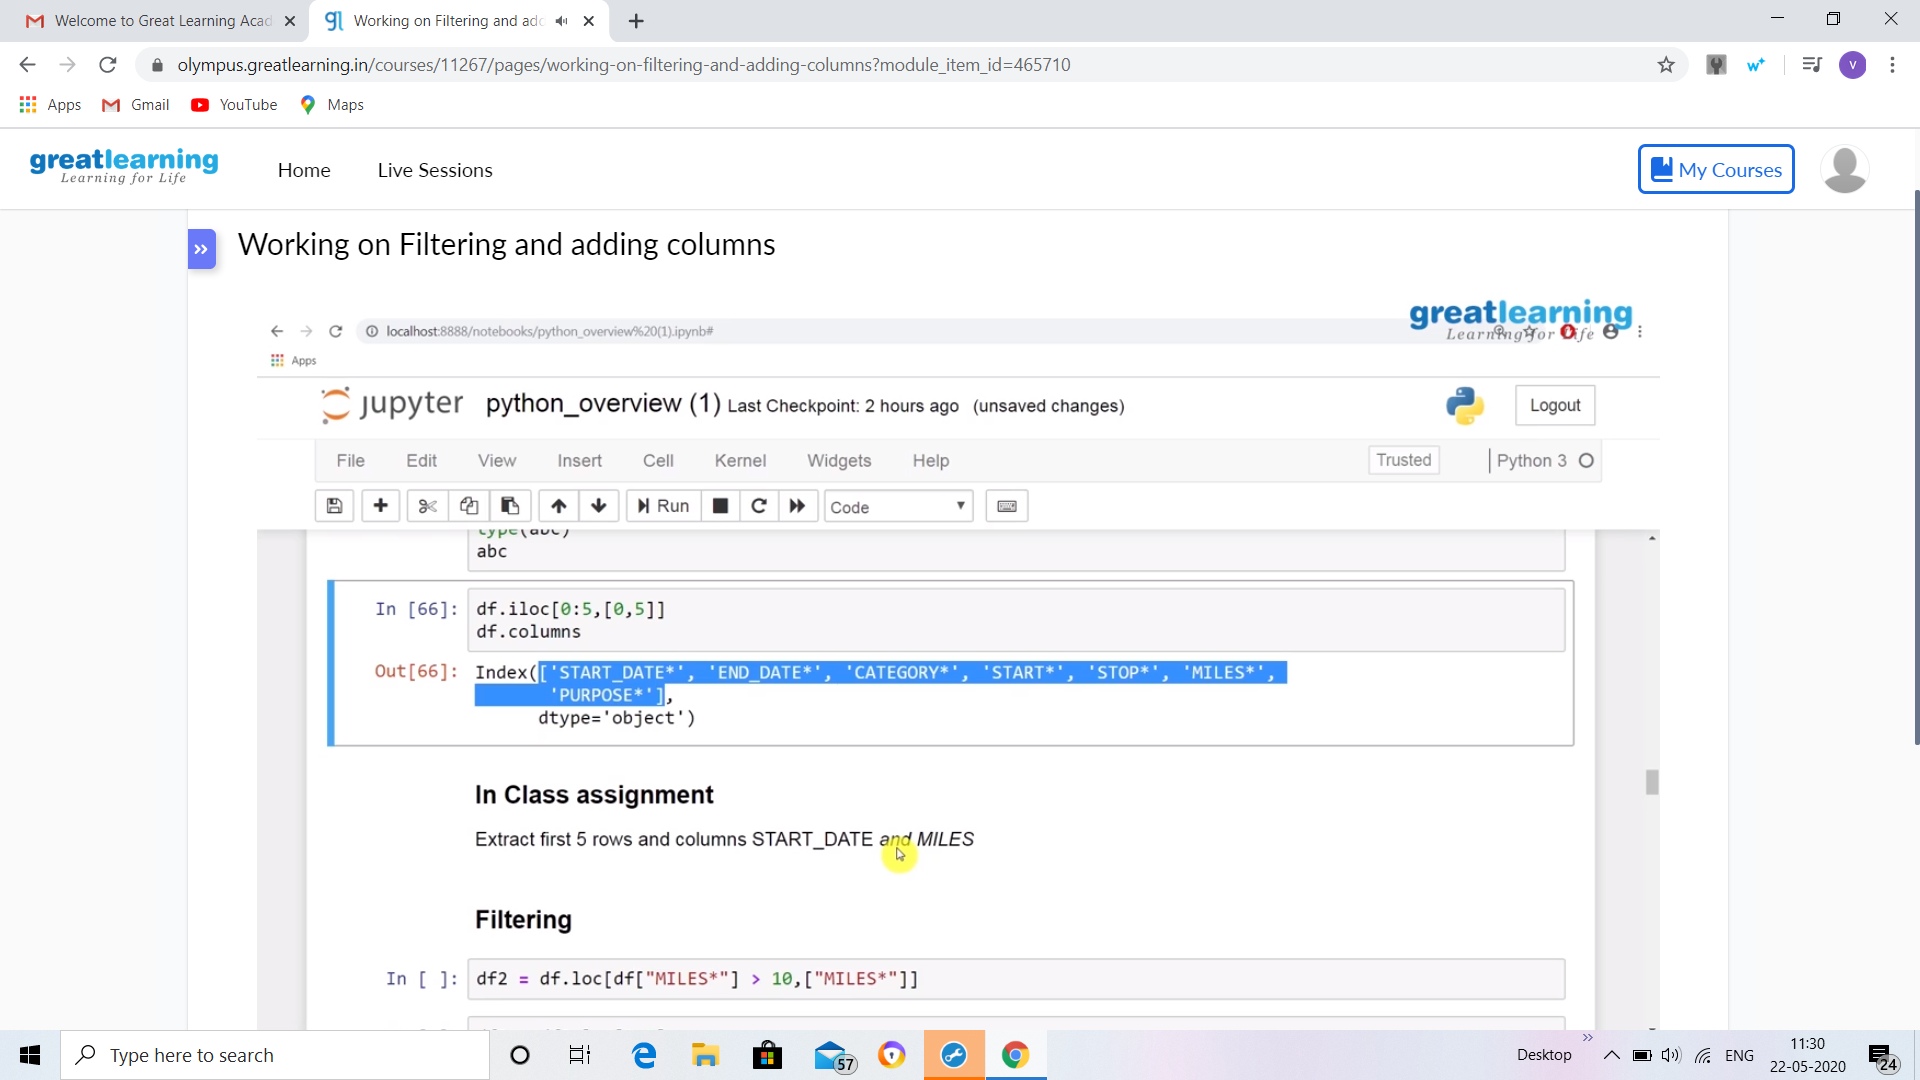 Welcome to Great Learning Acad
Working on Filtering and add
olympus.greatlearning.in/courses/11267/pages/working-on-filtering-and-adding-columns?module_item_id=465710
w+
V
Apps
Gmail
YouTube
Maps
greatlearning
Learning for Life
Home
Live Sessions
My Courses
Working on Filtering and adding columns
greatlearning
Learning for Life
localhost:8888/notebooks/python_overview%20(1).ipynb#
Apps
jupyter
python_overview (1) Last Checkpoint: 2 hours ago (unsaved changes)
Logout
File
Edit
View
Insert
Cell
Kernel
Widgets
Help
Trusted
Python 3
Run
Code
type(abc)
abc
In [66]:
df.iloc[0:5,[0,5]]
df.columns
Out[66]:
Index(['START_DATE*', 'END_DATE*', 'CATEGORY*', 'START*', 'STOP*', 'MILES*',
'PURPOSE*'],
dtype='object')
In Class assignment
Extract first 5 rows and columns START_DATE and MILES
Filtering
In [ ]:
df2 = df.loc[df["MILES*"] > 10,["MILES*"]]
Type here to search
57
Desktop
ENG
11:30
22-05-2020
24